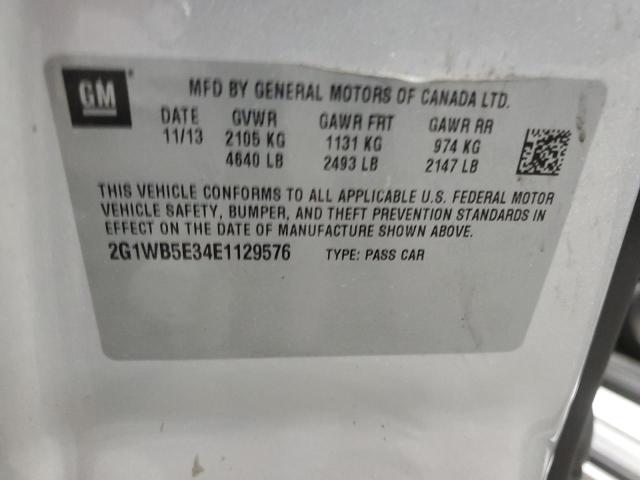 GM
MFD BY GENERAL MOTORS OF CANADA LTD.
DATE GVWR GAWR FRT GAWR RR
11/13 2105 KG 1131 KG 974 KG
4640 LB 2493 LB 2147 LB
THIS VEHICLE CONFORMS TO ALL APPLICABLE U.S. FEDERAL MOTOR
VEHICLE SAFETY, BUMPER, AND THEFT PREVENTION STANDARDS IN
EFFECT ON THE DATE OF MANUFACTURE SHOWN ABOVE.
2G1WB5E34E1129576 TYPE: PASS CAR